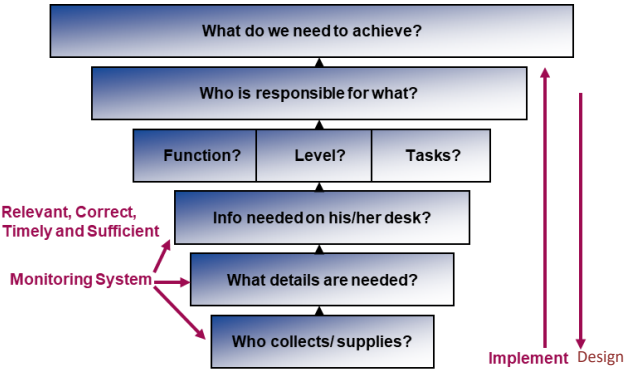 What do we need to achieve?
Who is responsible for what?
Function?
Level?
Tasks?
Relevant, Correct,
Timely and Sufficient
Info needed on his/her desk?
Monitoring System
What details are needed?
Who collects/ supplies?
Implement
Design